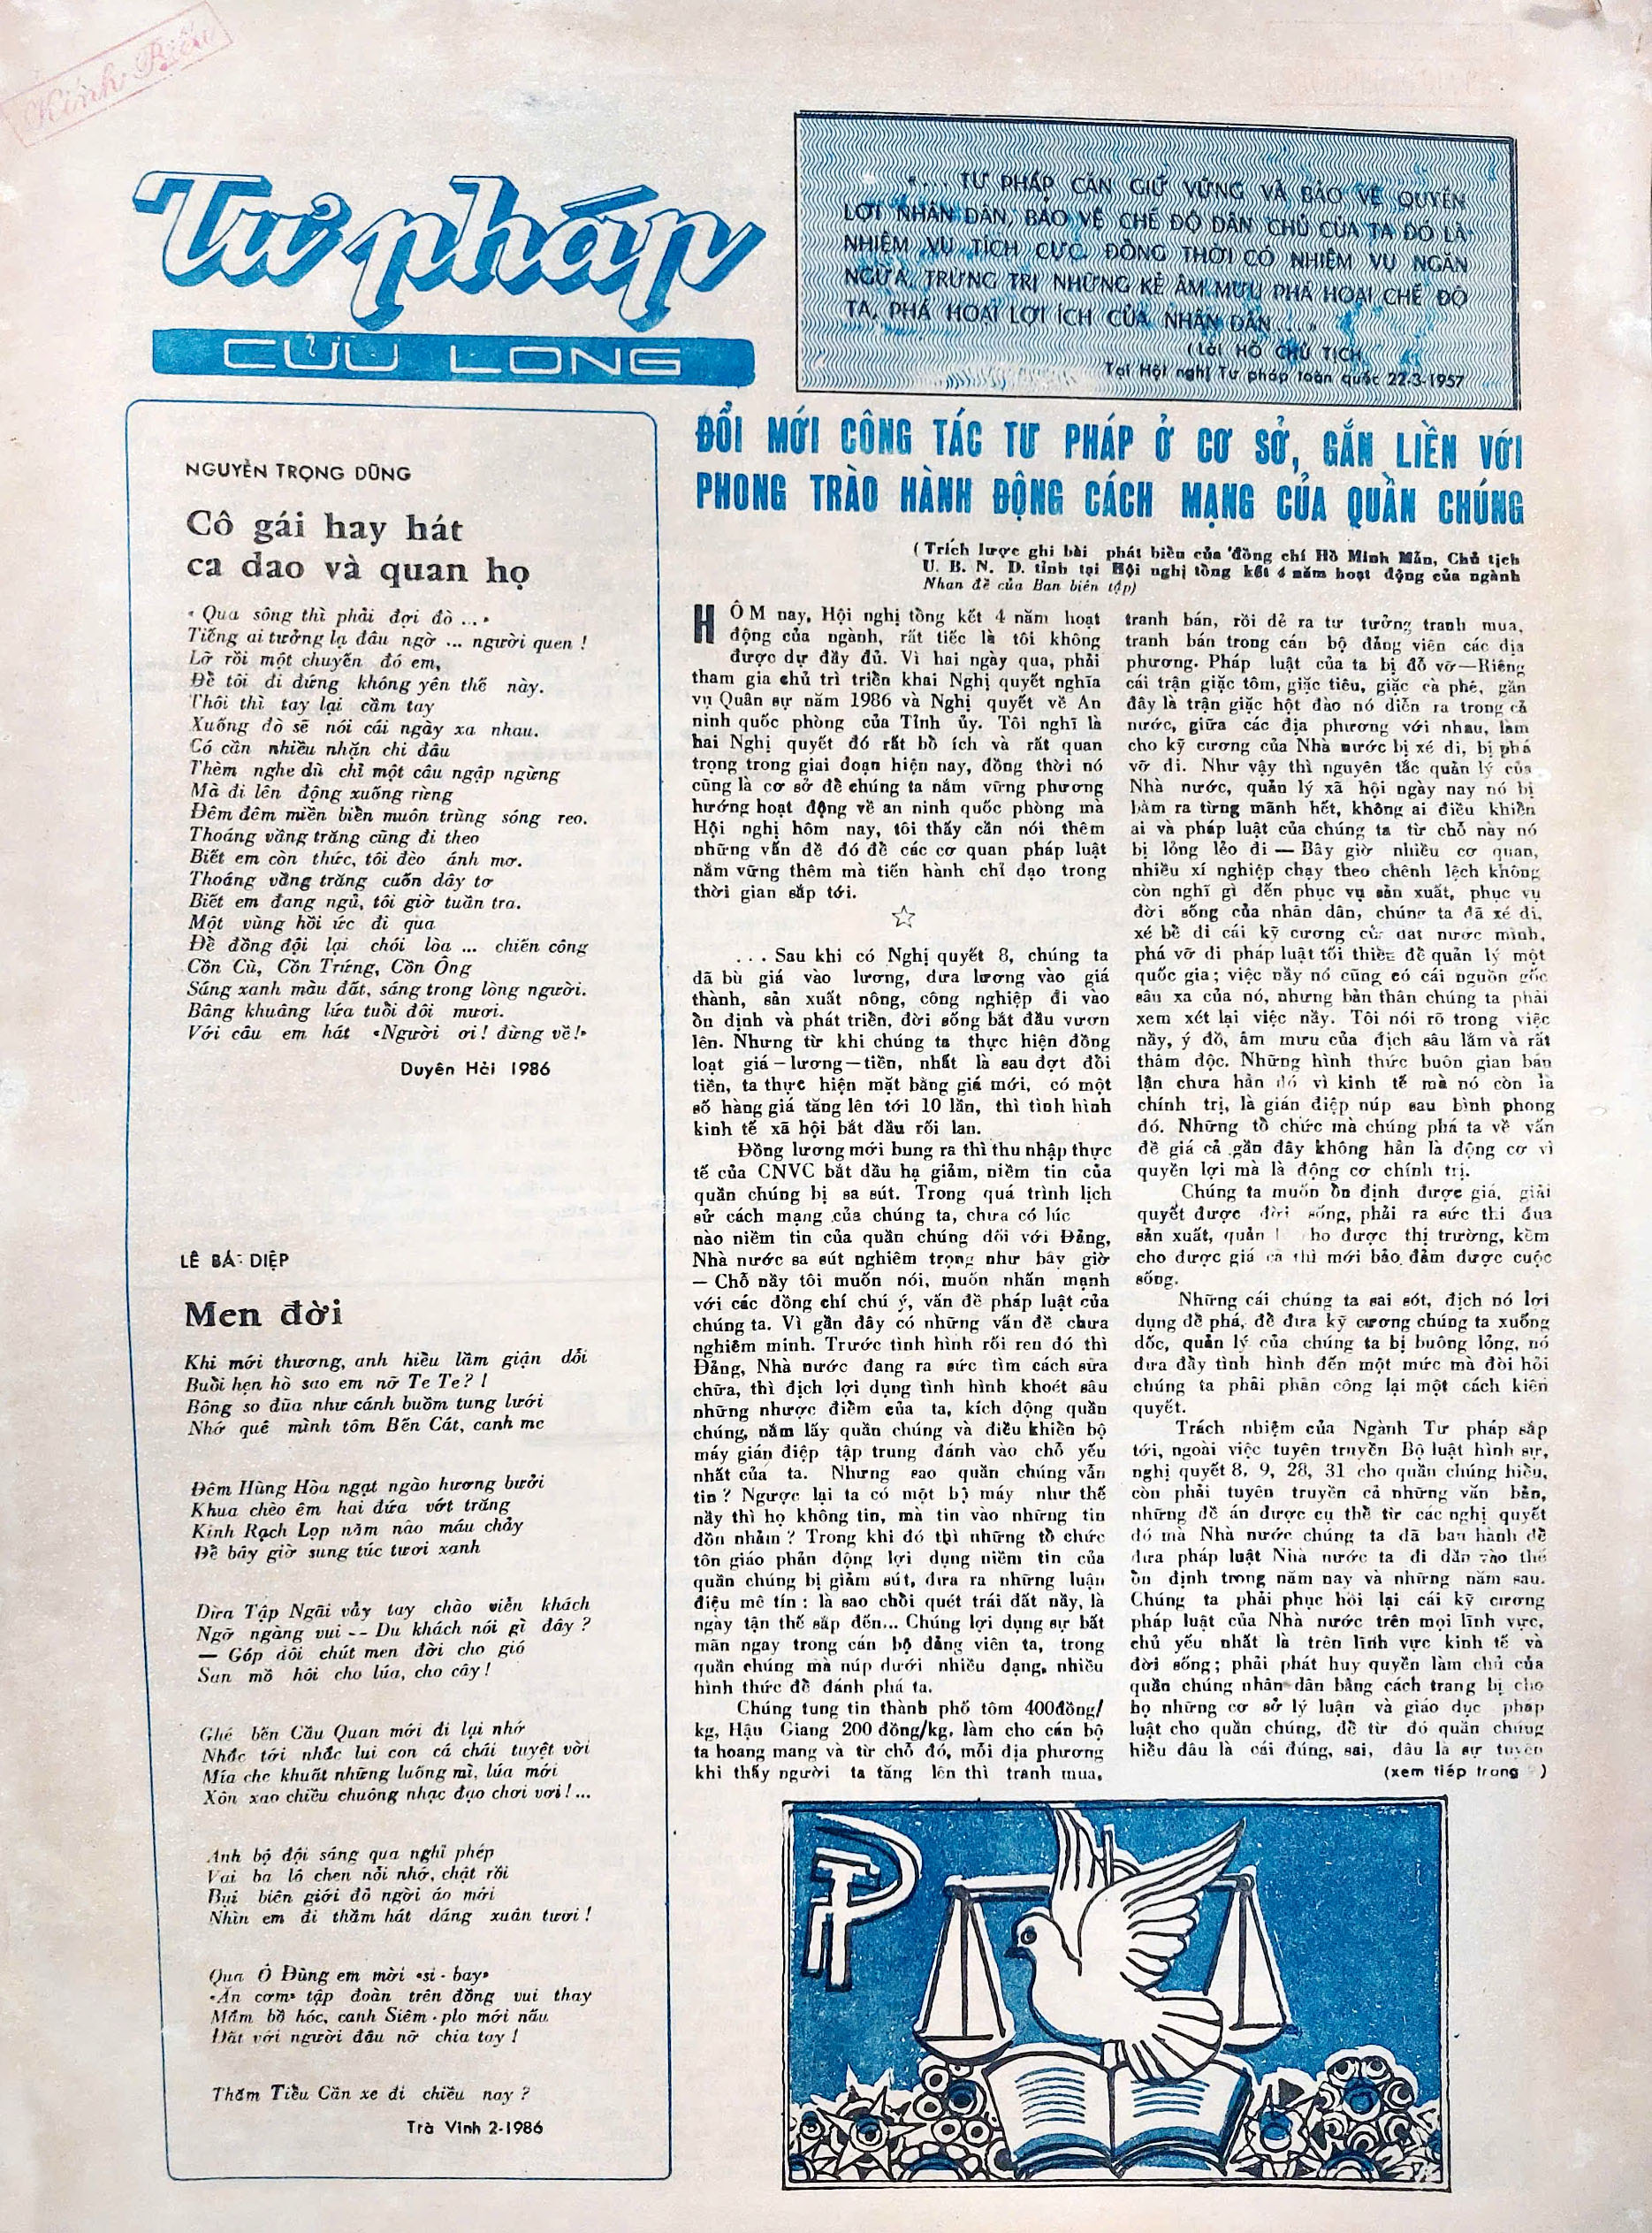 Kính Biếu
Tư pháp
CỬU LONG
«... TƯ PHÁP CẦN GIỮ VỮNG VÀ BẢO VỆ QUYỀN
LỢI NHÂN DÂN, BẢO VỆ CHẾ ĐỘ DÂN CHỦ CỦA TA ĐÓ LÀ
NHIỆM VỤ TÍCH CỰC. ĐỒNG THỜI CÓ NHIỆM VỤ NGĂN
NGỪA, TRỪNG TRỊ NHỮNG KẺ ÂM MƯU PHÁ HOẠI CHẾ ĐỘ
TA, PHÁ HOẠI LỢI ÍCH CỦA NHÂN DÂN... »
(Lời HỒ CHỦ TỊCH
Tại Hội nghị Tư pháp toàn quốc 22-3-1957
NGUYỄN TRỌNG DŨNG
Cô gái hay hát
ca dao và quan họ
« Qua sông thì phải đợi đò ...»
Tiếng ai tưởng lạ đâu ngờ ... người quen !
Lỡ rồi một chuyến đó em,
Để tôi đi đứng không yên thế này.
Thôi thì tay lại cầm tay
Xuống đò sẽ nói cái ngày xa nhau.
Có cần nhiều nhặn chi đâu
Thèm nghe dù chỉ một câu ngập ngừng
Mà đi lên động xuống rừng
Đêm đêm miền biển muôn trùng sóng reo.
Thoáng vầng trăng cũng đi theo
Biết em còn thức, tôi đèo ánh mơ.
Thoáng vầng trăng cuốn dây tơ
Biết em đang ngủ, tôi giờ tuần tra.
Một vùng hồi ức đi qua
Để đồng đội lại chói lòa ... chiến công
Cồn Cù, Cồn Trứng, Cồn Ông
Sáng xanh màu đất, sáng trong lòng người.
Bâng khuâng lứa tuổi đôi mươi.
Với câu em hát «Người ơi! đừng về!»
Duyên Hải 1986
LÊ BÁ DIỆP
Men đời
Khi mới thương, anh hiểu lầm giận dỗi
Buổi hẹn hò sao em nỡ Te Te? !
Bông so đũa như cánh buồm tung lưới
Nhớ quê mình tôm Bến Cát, canh me
Đêm Hùng Hòa ngạt ngào hương bưởi
Khua chèo êm hai đứa vớt trăng
Kinh Rạch Lọp năm nào máu chảy
Để bây giờ sung túc tươi xanh
Dừa Tập Ngãi vẫy tay chào viễn khách
Ngỡ ngàng vui -- Du khách nói gì đây ?
— Góp đôi chút men đời cho gió
San mồ hôi cho lúa, cho cây !
Ghé bến Cầu Quan mới đi lại nhớ
Nhắc tới nhắc lui con cá cháỉ tuyệt vời
Mía che khuất những luống mì, lúa mới
Xôn xao chiều chuông nhạc đạo chơi vơi !...
Anh bộ đội sáng qua nghỉ phép
Vai ba lô chen nỗi nhớ, chật rồi
Bụi biên giới đỏ ngời áo mới
Nhìn em đi thầm hát dáng xuân tươi !
Qua Ô Đùng em mời «si - bay»
«Ăn cơm» tập đoàn trên đồng vui thay
Mắm bồ hóc, canh Siêm - plo mới nấu
Đất với người đâu nỡ chia tay !
Thăm Tiểu Cần xe đi chiều nay ?
Trà Vinh 2-1986
ĐỔI MỚI CÔNG TÁC TƯ PHÁP Ở CƠ SỞ, GẮN LIỀN VỚI
PHONG TRÀO HÀNH ĐỘNG CÁCH MẠNG CỦA QUẦN CHÚNG
(Trích lược ghi bài phát biểu của đồng chí Hồ Minh Mẫn, Chủ tịch
U. B. N. D. tỉnh tại Hội nghị tổng kết 4 năm hoạt động của ngành
Nhan đề của Ban biên tập)
HÔM nay, Hội nghị tổng kết 4 năm hoạt
động của ngành, rất tiếc là tôi không
được dự đầy đủ. Vì hai ngày qua, phải
tham gia chủ trì triển khai Nghị quyết nghĩa
vụ Quân sự năm 1986 và Nghị quyết về An
ninh quốc phòng của Tỉnh ủy. Tôi nghĩ là
hai Nghị quyết đó rất bổ ích và rất quan
trọng trong giai đoạn hiện nay, đồng thời nó
cũng là cơ sở để chúng ta nắm vững phương
hướng hoạt động về an ninh quốc phòng mà
Hội nghị hôm nay, tôi thấy cần nói thêm
những vấn đề đó để các cơ quan pháp luật
nắm vững thêm mà tiến hành chỉ đạo trong
thời gian sắp tới.
... Sau khi có Nghị quyết 8, chúng ta
đã bù giá vào lương, đưa lương vào giá
thành, sản xuất nông, công nghiệp đi vào
ổn định và phát triển, đời sống bắt đầu vươn
lên. Nhưng từ khi chúng ta thực hiện đồng
loạt giá — lương — tiền, nhất là sau đợt đổi
tiền, ta thực hiện mặt bằng giá mới, có một
số hàng giá tăng lên tới 10 lần, thì tình hình
kinh tế xã hội bắt đầu rối lan.
Đồng lương mới bung ra thì thu nhập thực
tế của CNVC bắt đầu hạ giảm, niềm tin của
quần chúng bị sa sút. Trong quá trình lịch
sử cách mạng của chúng ta, chưa có lúc
nào niềm tin của quần chúng đối với Đảng,
Nhà nước sa sút nghiêm trọng như bây giờ
— Chỗ nầy tôi muốn nói, muốn nhấn mạnh
với các đồng chí chú ý, vấn đề pháp luật của
chúng ta. Vì gần đây có những vấn đề chưa
nghiêm minh. Trước tình hình rối ren đó thì
Đảng, Nhà nước đang ra sức tìm cách sửa
chữa, thì địch lợi dụng tình hình khoét sâu
những nhược điểm của ta, kích động quần
chúng, nắm lấy quần chúng và điều khiển bộ
máy gián điệp tập trung đánh vào chỗ yếu
nhất của ta. Nhưng sao quần chúng vẫn
tin ? Ngược lại ta có một bộ máy như thế
nầy thì họ không tin, mà tin vào những tin
đồn nhảm ? Trong khi đó thì những tổ chức
tôn giáo phản động lợi dụng niềm tin của
quần chúng bị giảm sút, đưa ra những luận
điệu mê tín : là sao chổi quét trái đất nầy, là
ngày tận thế sắp đến... Chúng lợi dụng sự bất
mãn ngay trong cán bộ đảng viên ta, trong
quần chúng mà núp dưới nhiều dạng, nhiều
hình thức để đánh phá ta.
Chúng tung tin thành phố tôm 400đồng/
kg, Hậu Giang 200 đồng/kg, làm cho cán bộ
ta hoang mang và từ chỗ đó, mỗi địa phương
khi thấy người ta tăng lên thì tranh mua,
tranh bán, rồi dẻ ra tư tưởng tranh mua,
tranh bán trong cán bộ đảng viên các địa
phương. Pháp luật của ta bị đỗ vỡ — Riêng
cái trận giặc tôm, giặc tiêu, giặc cà phê, gần
đây là trận giặc hột đào nó diễn ra trong cả
nước, giữa các địa phương với nhau, làm
cho kỹ cương của Nhà nước bị xé đi, bị phá
vỡ đi. Như vậy thì nguyên tắc quản lý của
Nhà nước, quản lý xã hội ngày nay nó bị
bằm ra từng mãnh hết, không ai điều khiển
ai và pháp luật của chúng ta từ chỗ này nó
bị lỏng lẻo đi — Bây giờ nhiều cơ quan,
nhiều xí nghiệp chạy theo chênh lệch không
còn nghĩ gì đến phục vụ sản xuất, phục vụ
đời sống của nhân dân, chúng ta đã xé đi,
xé bê đi cái kỹ cương của đất nước mình,
phá vỡ đi pháp luật tối thiểu để quản lý một
quốc gia ; việc nầy nó cũng có cái nguồn gốc
sâu xa của nó, nhưng bản thân chúng ta phải
xem xét lại việc nầy. Tôi nói rõ trong việc
nầy, ý đồ, âm mưu của địch sâu lắm và rất
thâm độc. Những hình thức buôn gian bán
lận chưa hẳn đó vì kinh tế mà nó còn là
chính trị, là gián điệp núp sau bình phong
đó. Những tổ chức mà chúng phá ta về vấn
đề giá cả gần đây không hẳn là động cơ vì
quyền lợi mà là động cơ chính trị.
Chúng ta muốn ổn định được giá, giải
quyết được đời sống, phải ra sức thi đua
sản xuất, quản ho được thị trường, kềm
cho được giá cả thì mới bảo đảm được cuộc
sống.
Những cái chúng ta sai sót, địch nó lợi
dụng để phá, để đưa kỹ cương chúng ta xuống
dốc, quản lý của chúng ta bị buông lỏng, nó
đưa đẩy tình hình đến một mức mà đòi hỏi
chúng ta phải phản công lại một cách kiên
quyết.
Trách nhiệm của Ngành Tư pháp sắp
tới, ngoài việc tuyên truyền Bộ luật hình sự,
nghị quyết 8, 9, 28, 31 cho quần chúng hiểu,
còn phải tuyên truyền cả những văn bản,
những đề án được cụ thể từ các nghị quyết
đó mà Nhà nước chúng ta đã ban hành để
đưa pháp luật Nhà nước ta đi dần vào thế
ổn định trong năm nay và những năm sau.
Chúng ta phải phục hồi lại cái kỹ cương
pháp luật của Nhà nước trên mọi lĩnh vực,
chủ yếu nhất là trên lĩnh vực kinh tế và
đời sống ; phải phát huy quyền làm chủ của
quần chúng nhân dân bằng cách trang bị cho
họ những cơ sở lý luận và giáo dục pháp
luật cho quần chúng, để từ đó quần chúng
hiểu đâu là cái đúng, sai, đâu là sự tuyên
(xem tiếp trang )